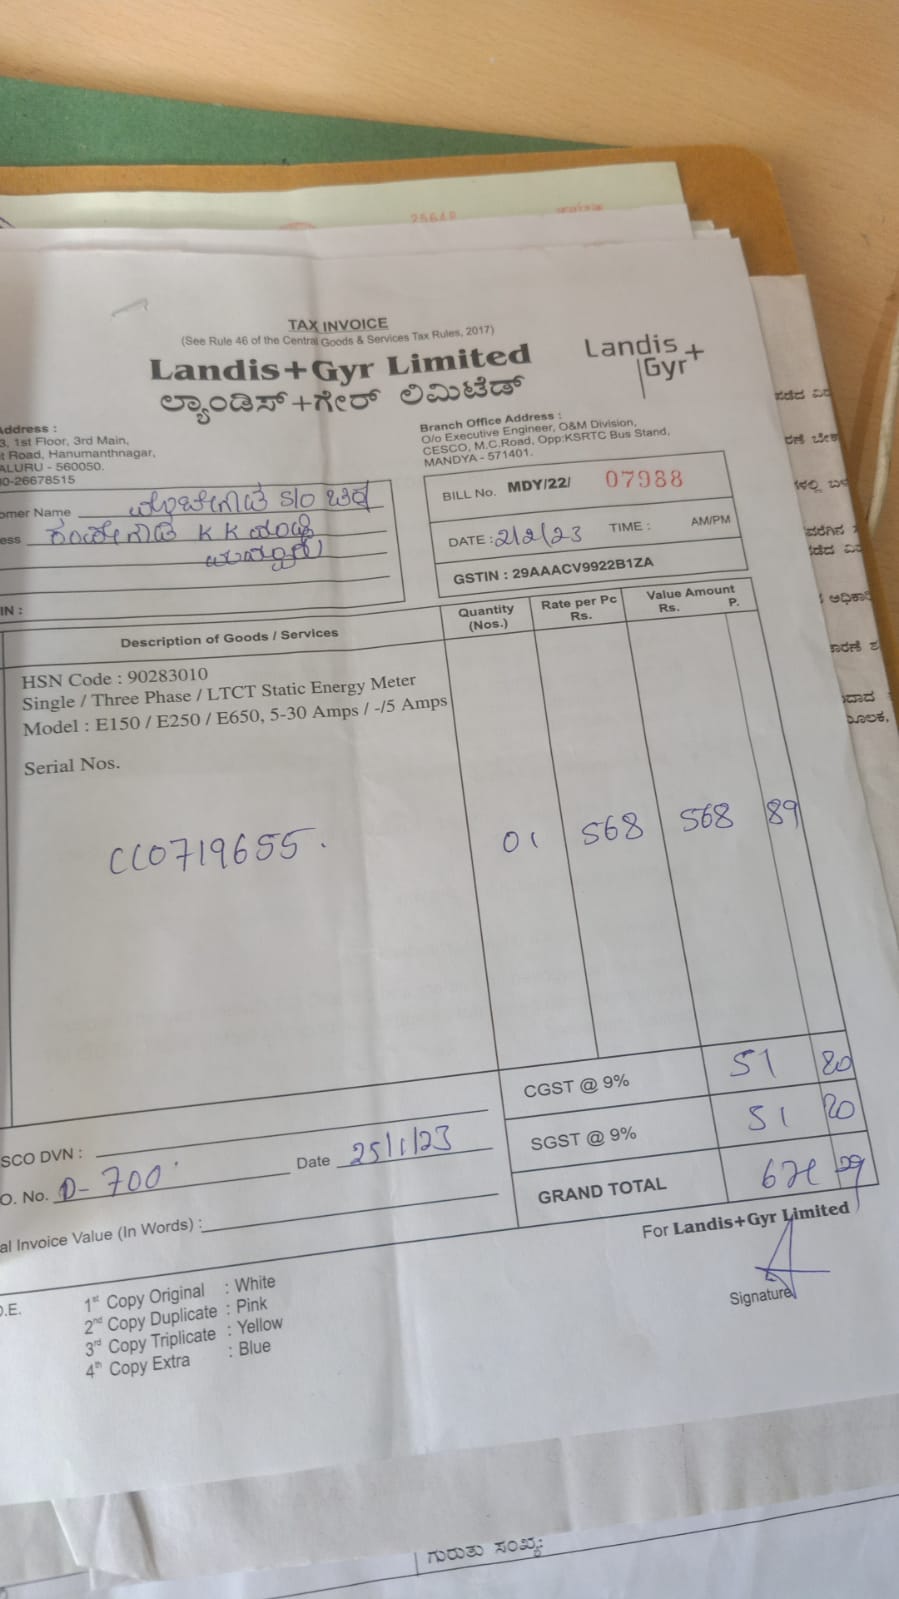 25648
TAX INVOICE
(See Rule 46 of the Central Goods & Services Tax Rules, 2017)
Landis+Gyr Limited
ಲ್ಯಾಂಡಿಸ್+ಗೇರ್ ಲಿಮಿಟೆಡ್
Landis
Gyr+
Address :
3, 1st Floor, 3rd Main,
t Road, Hanumanthnagar,
ALURU - 560050.
0-26678515
Branch Office Address :
O/o Executive Engineer, O&M Division,
CESCO, M.C.Road, Opp:KSRTC Bus Stand,
MANDYA - 571401.
omer Name S/O
ess K K
IN :
BILL No. MDY/22/ 07988
DATE : 2/2/23 TIME : AM/PM
GSTIN : 29AAACV9922B1ZA
Description of Goods / Services
Quantity (Nos.)
Rate per Pc Rs.
Value Amount Rs. P.
HSN Code : 90283010
Single / Three Phase / LTCT Static Energy Meter
Model : E150 / E250 / E650, 5-30 Amps / -/5 Amps
Serial Nos.
CC0719655. 01 568 568 89
CGST @ 9% 51 20
SGST @ 9% 51 20
GRAND TOTAL 29
SCO DVN :
O. No. D- 700 Date 25/1/23
al Invoice Value (In Words) :
For Landis+Gyr Limited
Signature
O.E.
1st Copy Original : White
2nd Copy Duplicate : Pink
3rd Copy Triplicate : Yellow
4th Copy Extra : Blue
ಗುರುತು ಸಂಖ್ಯೆ: